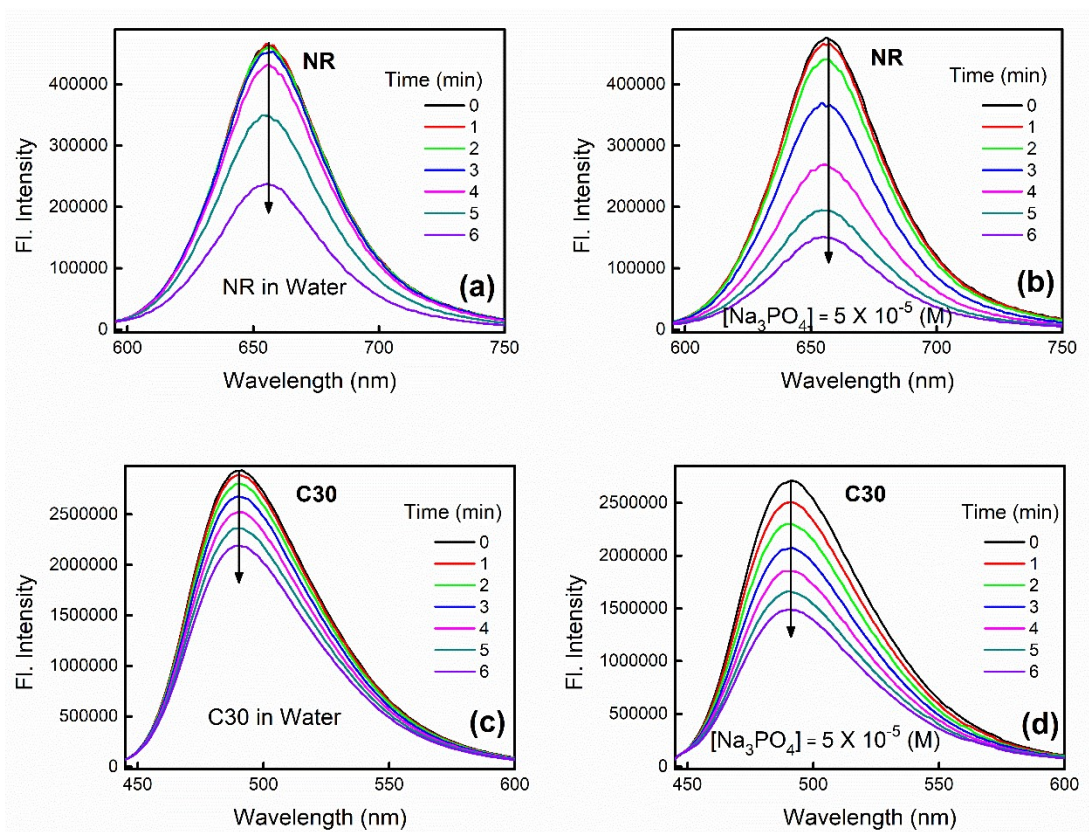 NR
Time (min)
0
1
2
3
4
5
6
400000
300000
200000
100000
0
Fl. Intensity
NR in Water
(a)
600 650 700 750
Wavelength (nm)
NR
Time (min)
0
1
2
3
4
5
6
400000
300000
200000
100000
0
Fl. Intensity
(b)
[Na₃PO₄] = 5 X 10⁻⁵ (M)
600 650 700 750
Wavelength (nm)
C30
Time (min)
0
1
2
3
4
5
6
2500000
2000000
1500000
1000000
500000
0
Fl. Intensity
C30 in Water
(c)
450 500 550 600
Wavelength (nm)
C30
Time (min)
0
1
2
3
4
5
6
2500000
2000000
1500000
1000000
500000
0
Fl. Intensity
(d)
[Na₃PO₄] = 5 X 10⁻⁵ (M)
450 500 550 600
Wavelength (nm)